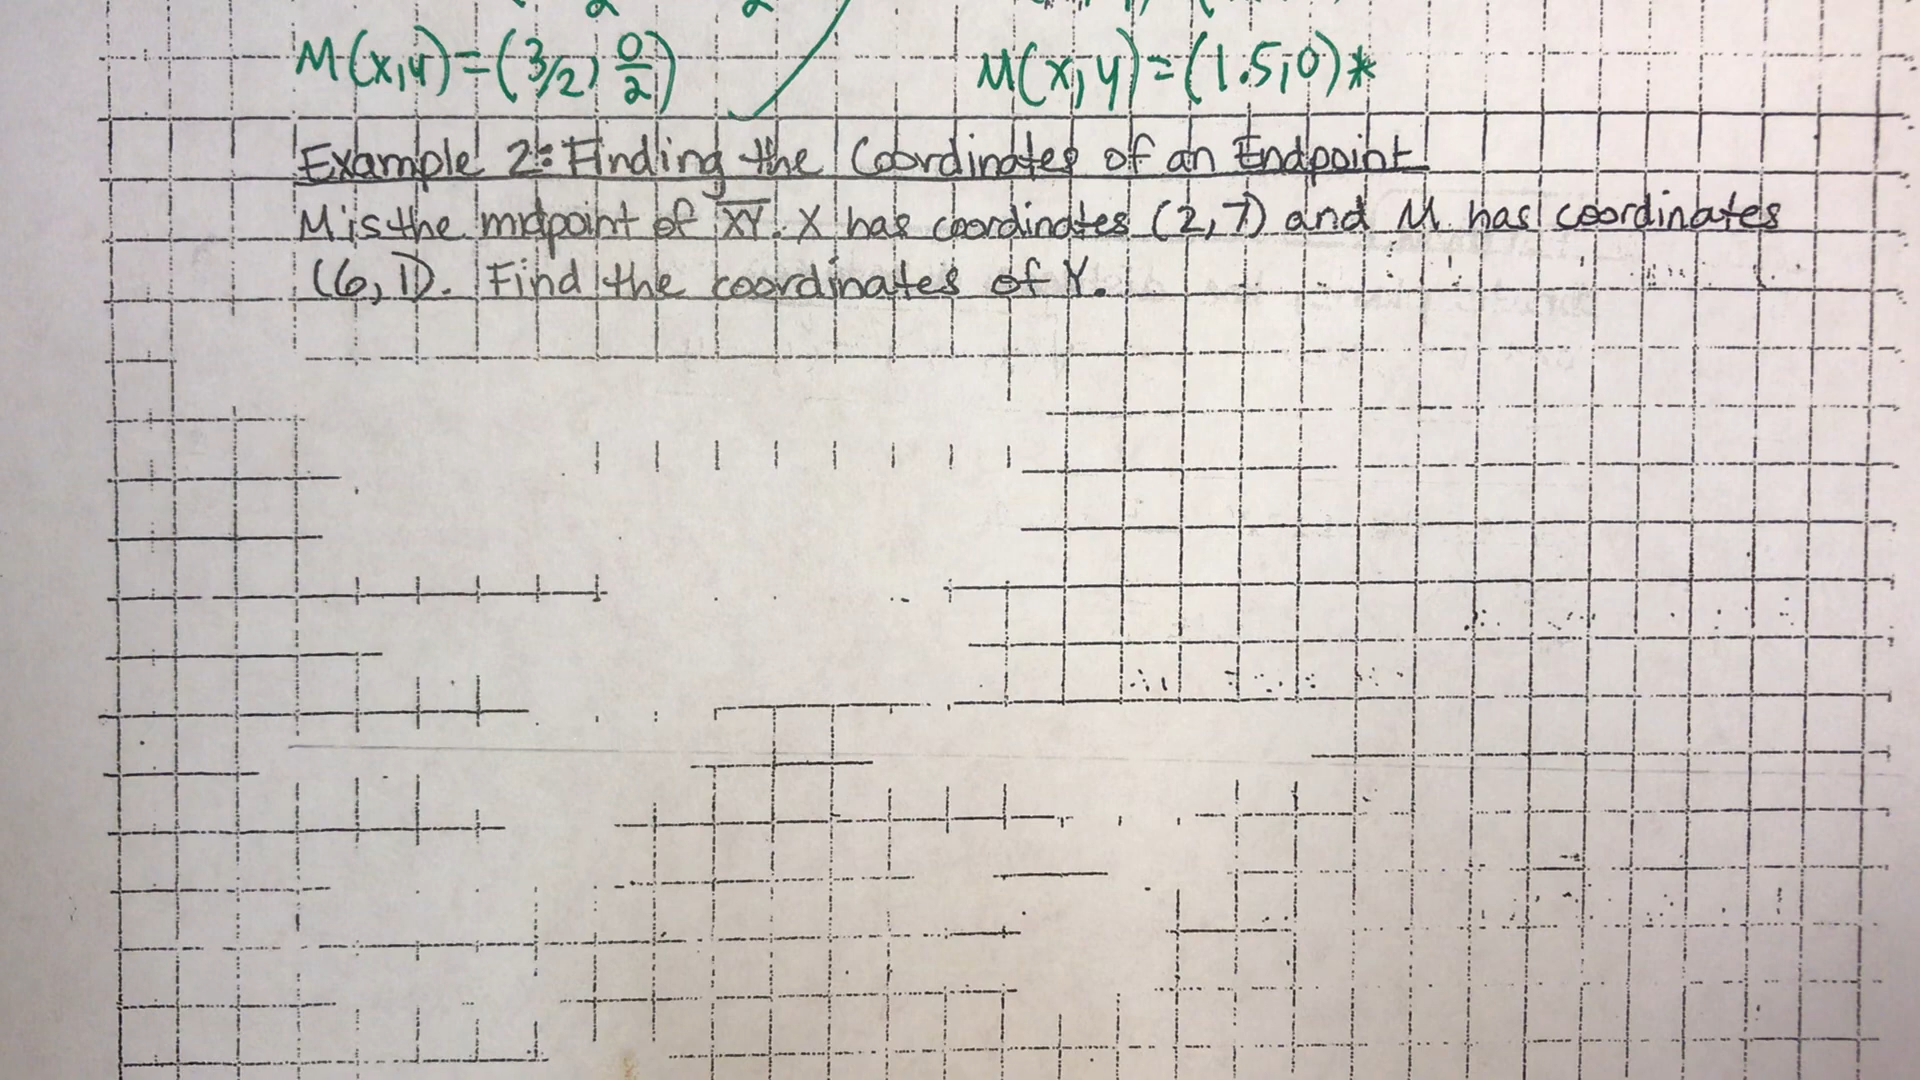 M(x,y)=(3/2, 0/2)
M(x,y)=(1.5,0)*
Example 2: Finding the Coordinates of an Endpoint
M is the midpoint of XY. X has coordinates (2,7) and M has coordinates
(6,1). Find the coordinates of Y.